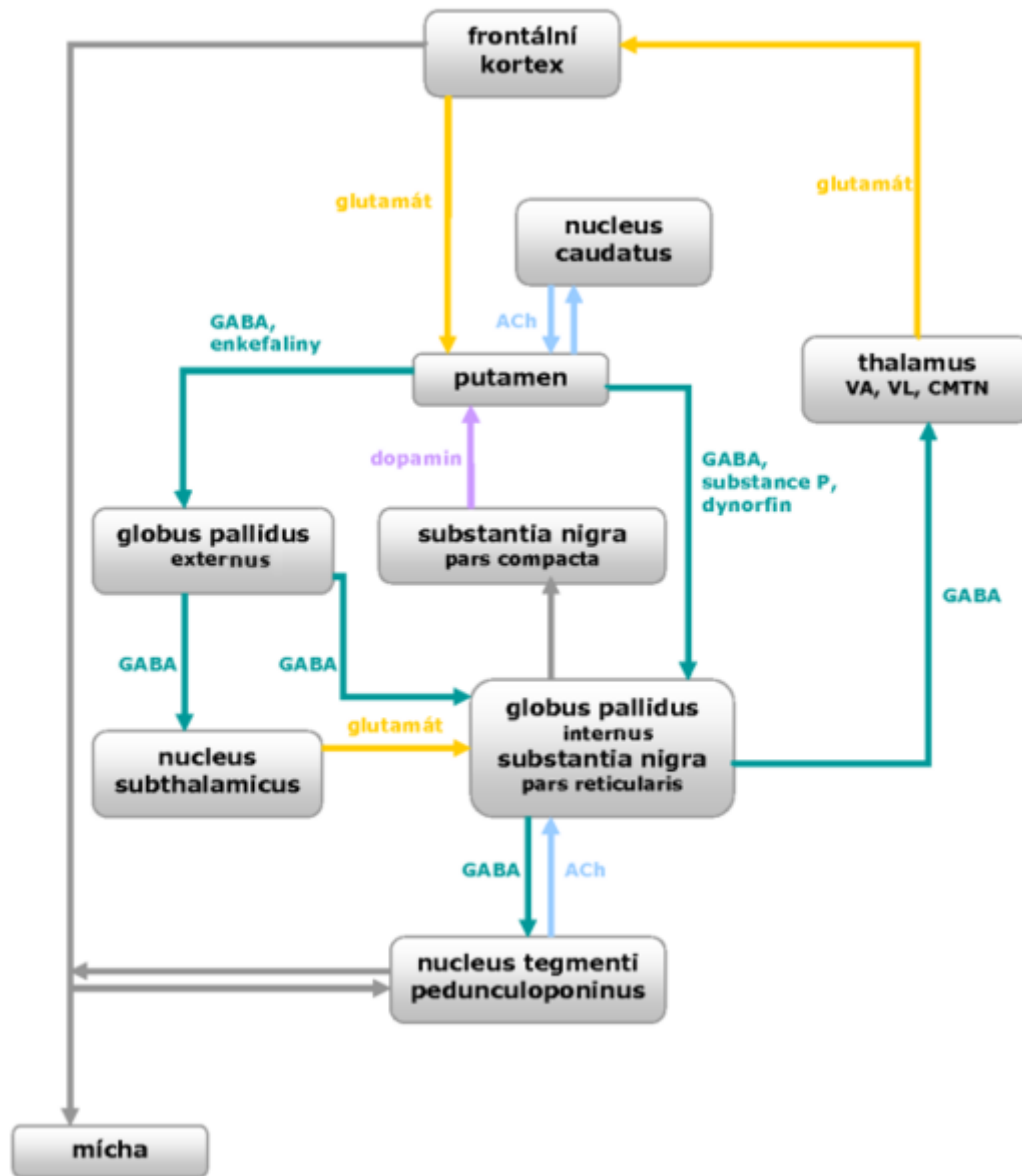 frontální
kortex
glutamát
glutamát
nucleus
caudatus
ACh
GABA,
enkefaliny
putamen
thalamus
VA, VL, CMTN
dopamin
GABA,
substance P,
dynorfin
globus pallidus
externus
substantia nigra
pars compacta
GABA
GABA
GABA
glutamát
globus pallidus
internus
substantia nigra
pars reticularis
nucleus
subthalamicus
GABA
ACh
nucleus tegmenti
pedunculoponinus
mícha